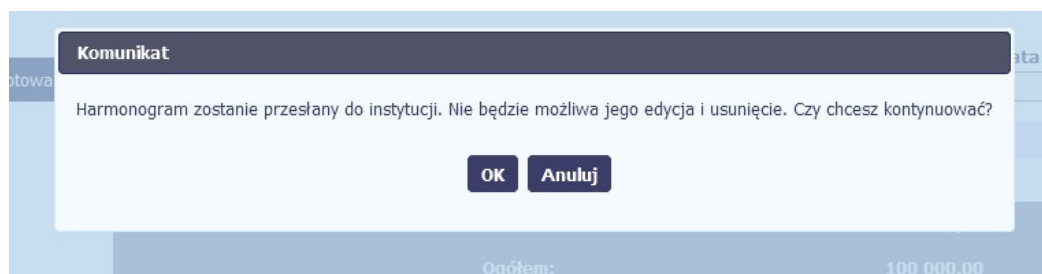 Komunikat
Harmonogram zostanie przesłany do instytucji. Nie będzie możliwa jego edycja i usunięcie. Czy chcesz kontynuować?
OK Anuluj
Ogółem: 100 000,00